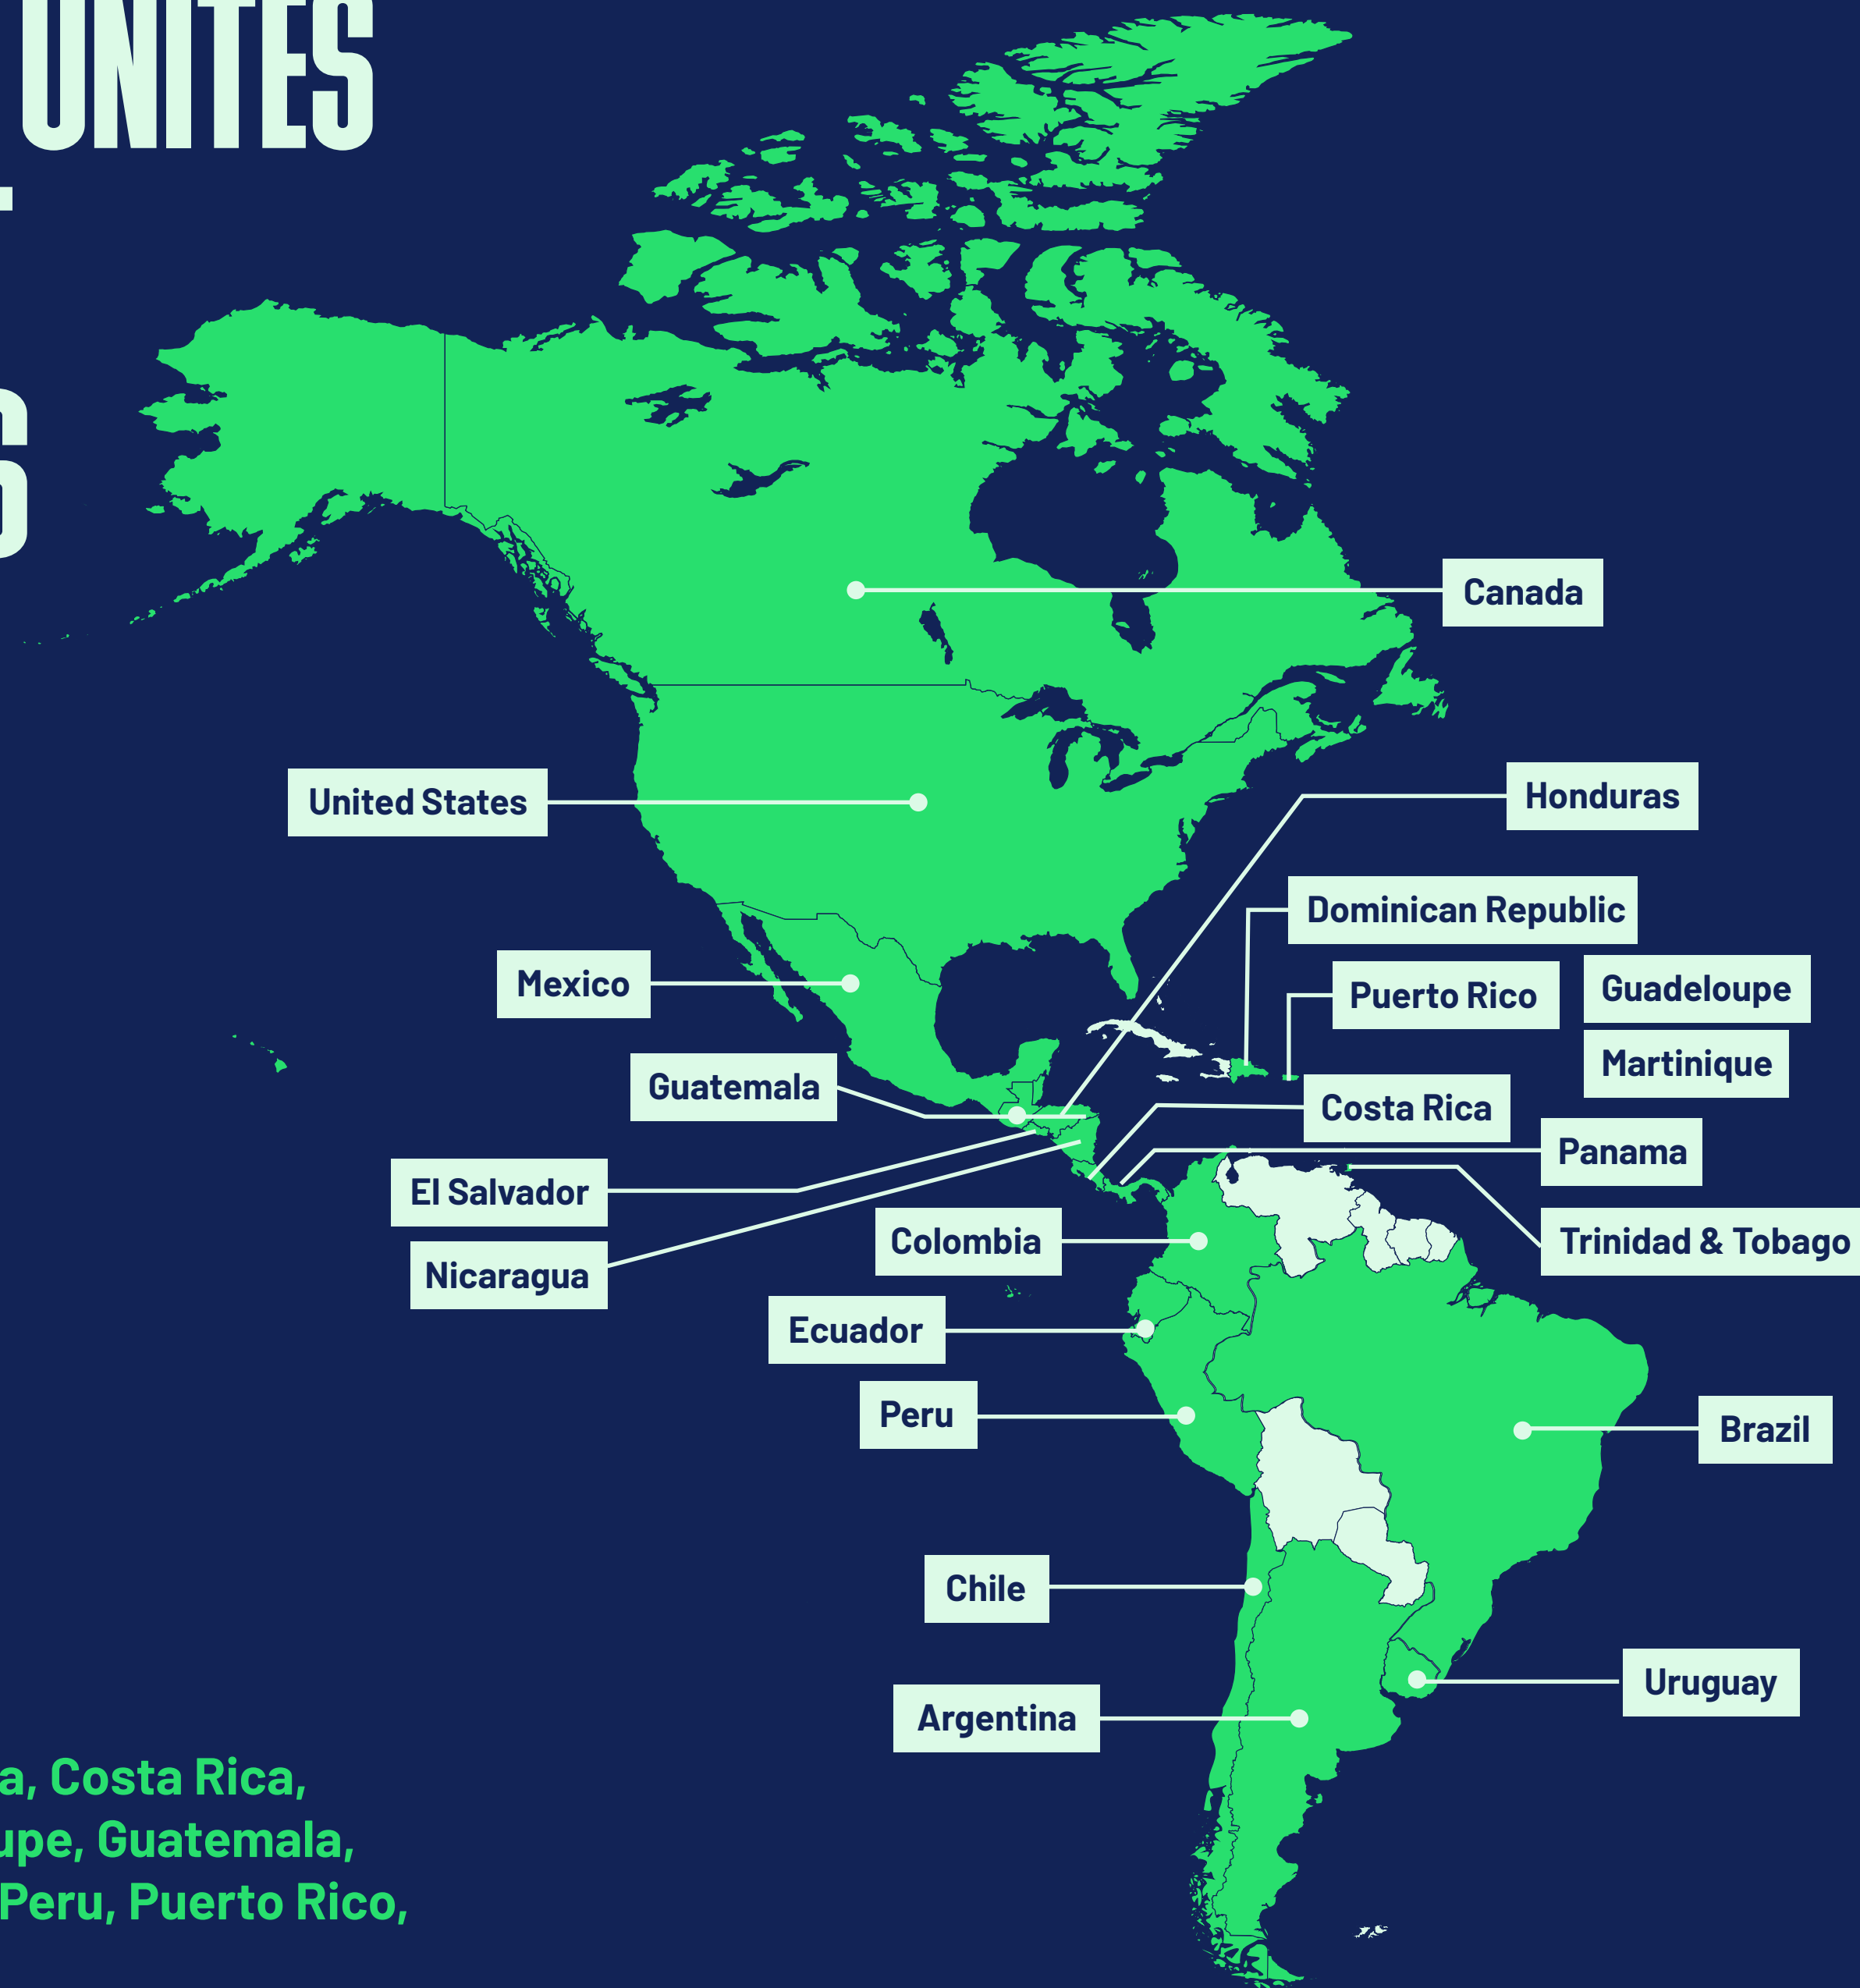 UNITES
Canada
United States
Honduras
Dominican Republic
Mexico
Puerto Rico
Guadeloupe
Martinique
Guatemala
Costa Rica
Panama
El Salvador
Colombia
Trinidad & Tobago
Nicaragua
Ecuador
Peru
Brazil
Chile
Uruguay
Argentina
a, Costa Rica,
upe, Guatemala,
Peru, Puerto Rico,